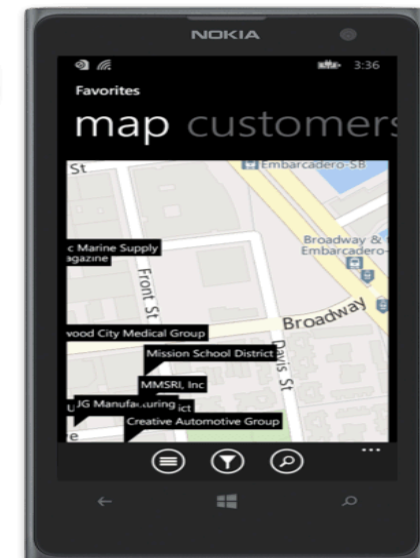 NOKIA
3:36
Favorites
map customers
St
Embarcadero-SB
c Marine Supply
agazine
Broadway &
Embarcadero-
Front St
wood City Medical Group
Broadway
Mission School District
Davis St
MMSRI, Inc
JG Manufacturing
ict
Creative Automotive Group